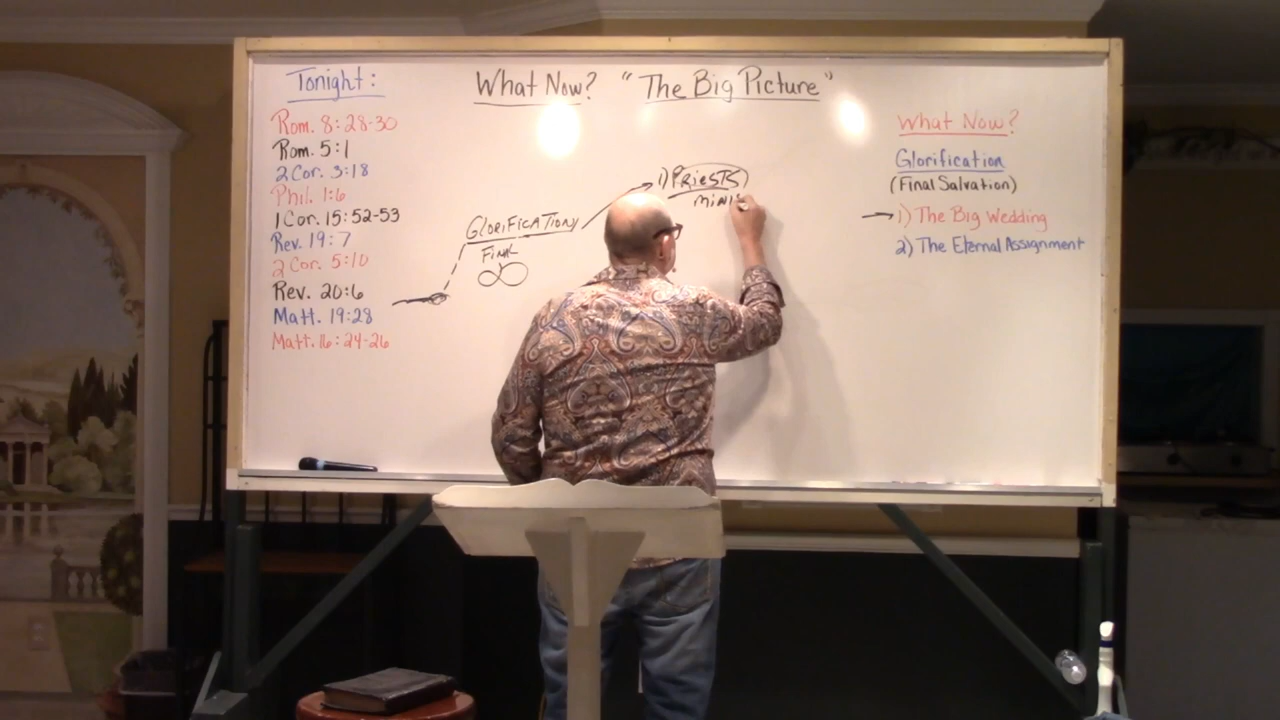 Tonight:
Rom. 8:28-30
Rom. 5:1
2 Cor. 3:18
Phil. 1:6
1 Cor. 15:52-53
Rev. 19:7
2 Cor. 5:10
Rev. 20:6
Matt. 19:28
Matt. 16:24-26
What Now? "The Big Picture"
GLORIFICATION
FINAL
∞
1) PRIESTS
MINIS
What Now?
Glorification
(Final Salvation)
→ 1) The Big Wedding
2) The Eternal Assignment